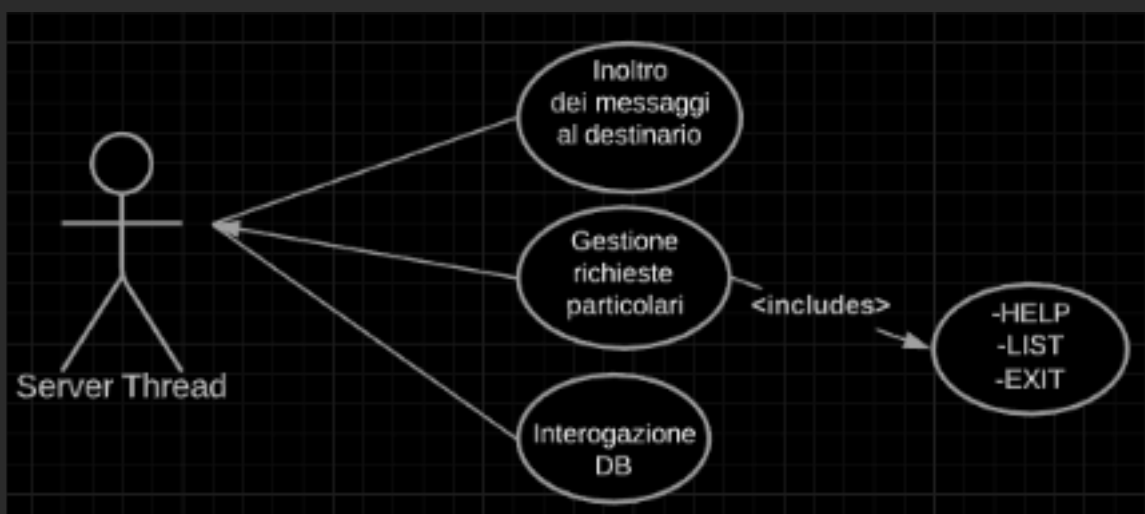 Inoltro
dei messaggi
al destinario
Gestione
richieste
particolari
<includes>
-HELP
-LIST
-EXIT
Server Thread
Interogazione
DB